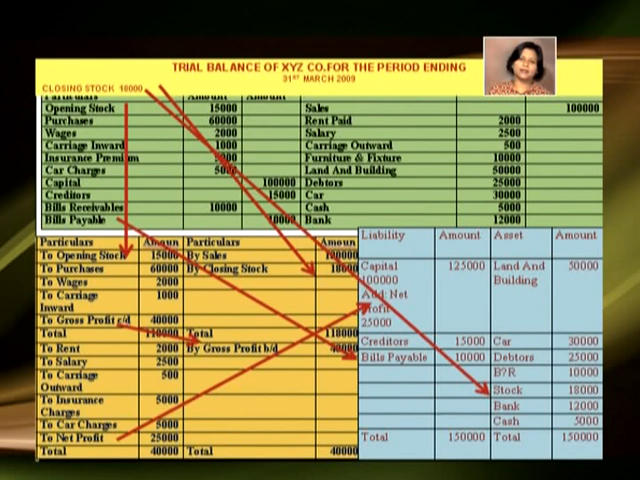 TRIAL BALANCE OF XYZ CO.FOR THE PERIOD ENDING
31ST MARCH 2009
CLOSING STOCK 18000
Particulars Amount Amount
Opening Stock 15000 Sales 100000
Purchases 60000 Rent Paid 2000
Wages 2000 Salary 2500
Carriage Inward 1000 Carriage Outward 500
Insurance Premium Furniture & Fixture 10000
Car Charges 5000 Land And Building 50000
Capital 100000 Debtors 25000
Creditors 15000 Car 30000
Bills Receivables 10000 Cash 5000
Bills Payable 10000 Bank 12000
Particulars Amoun Particulars Amoun
To Opening Stock 15000 By Sales
To Purchases 60000 By Closing Stock 18000
To Wages 2000
To Carriage 1000
Inward
To Gross Profit c/d 40000
Total Total 118000
To Rent 2000 By Gross Profit b/d 40000
To Salary 2500
To Carriage 500
Outward
To Insurance 5000
Charges
To Car Charges 5000
To Net Profit 25000
Total 40000 Total 40000
Liability Amount Asset Amount
Capital 125000 Land And 50000
100000 Building
Add: Net
Profit
25000
Creditors 15000 Car 30000
Bills Payable 10000 Debtors 25000
B?R 10000
Stock 18000
Bank 12000
Cash 5000
Total 150000 Total 150000